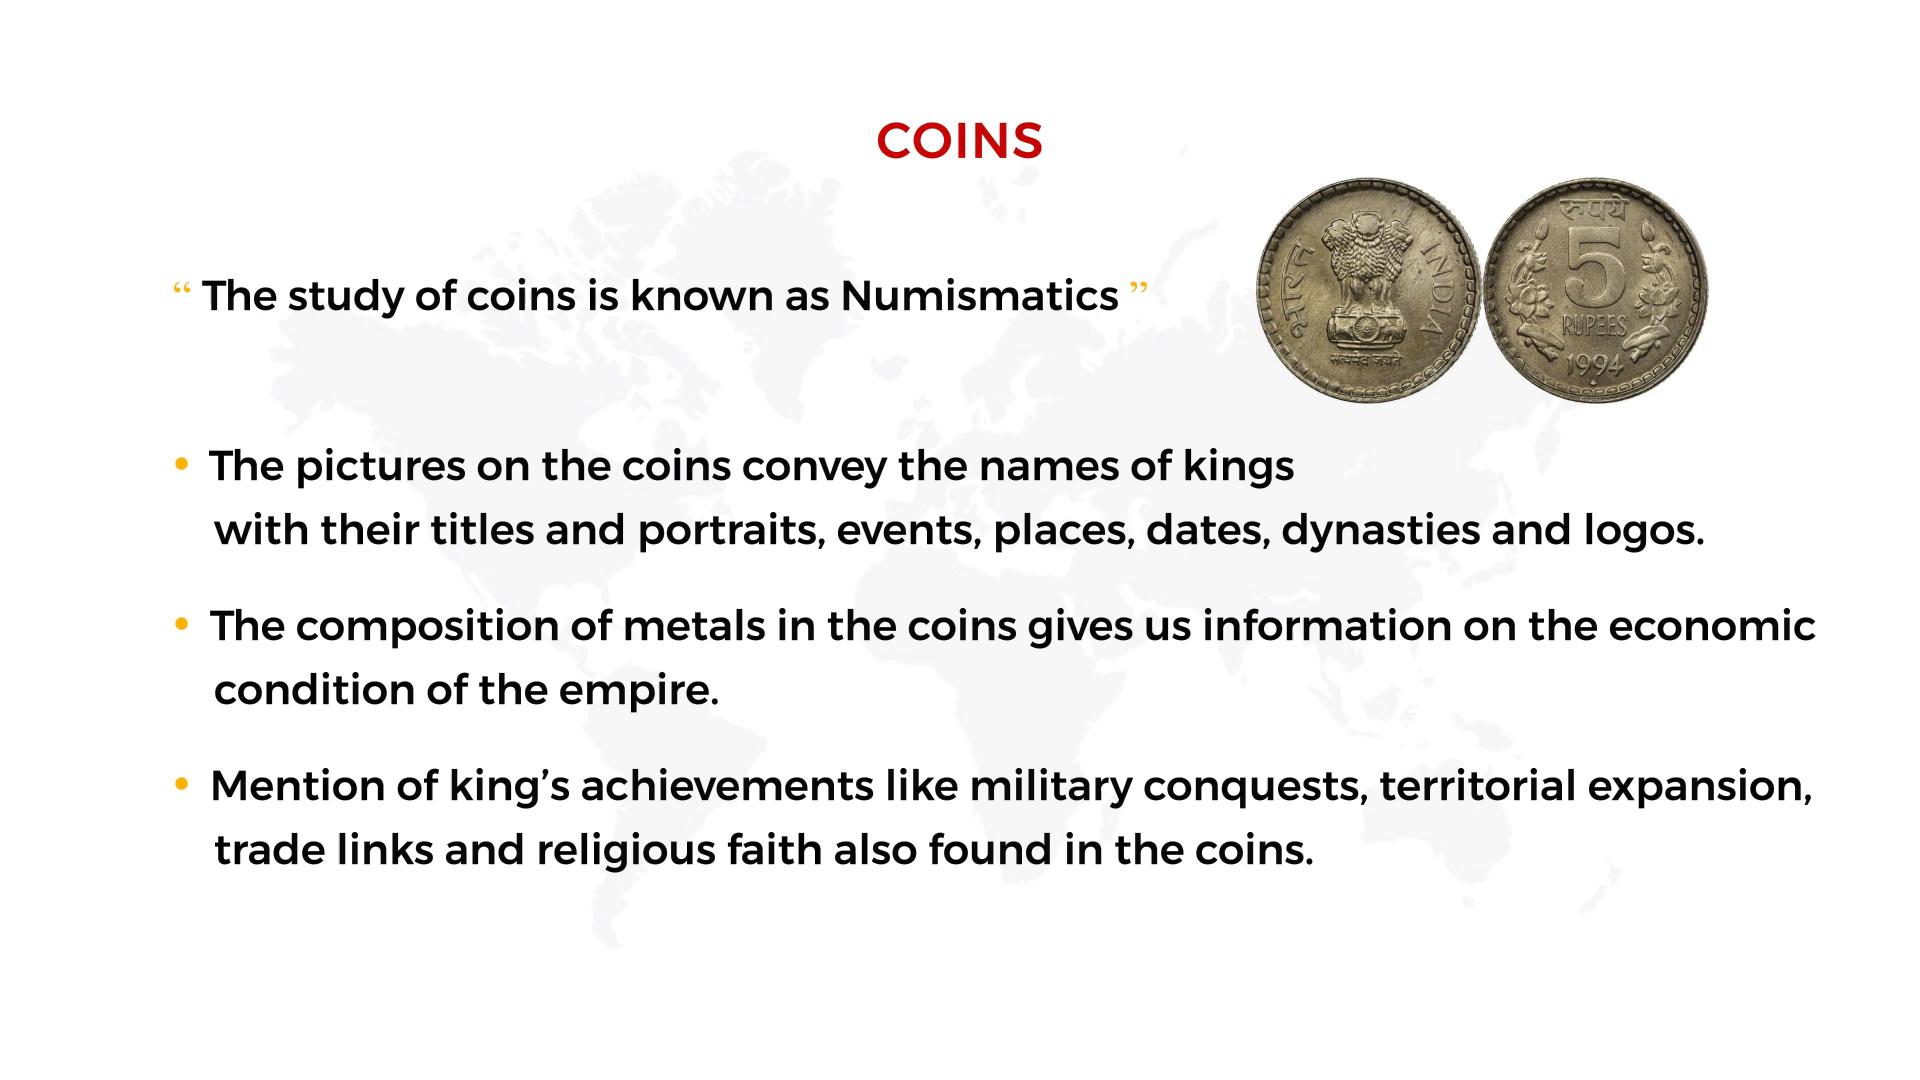 COINS
“ The study of coins is known as Numismatics ”
भारत
INDIA
सत्यमेव जयते
रुपये
5
RUPEES
1994
• The pictures on the coins convey the names of kings
with their titles and portraits, events, places, dates, dynasties and logos.
• The composition of metals in the coins gives us information on the economic
condition of the empire.
• Mention of king’s achievements like military conquests, territorial expansion,
trade links and religious faith also found in the coins.